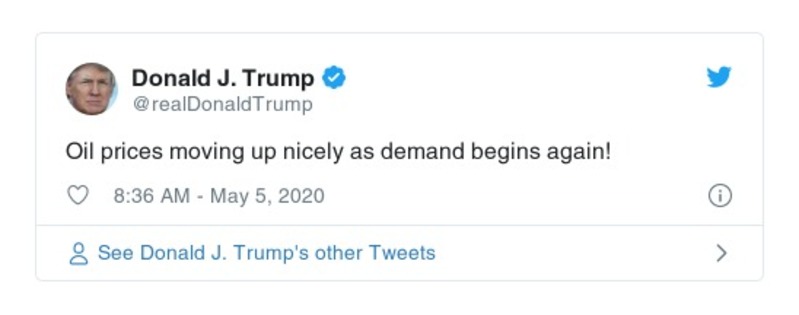 Donald J. Trump
@realDonaldTrump
Oil prices moving up nicely as demand begins again!
8:36 AM - May 5, 2020
See Donald J. Trump's other Tweets